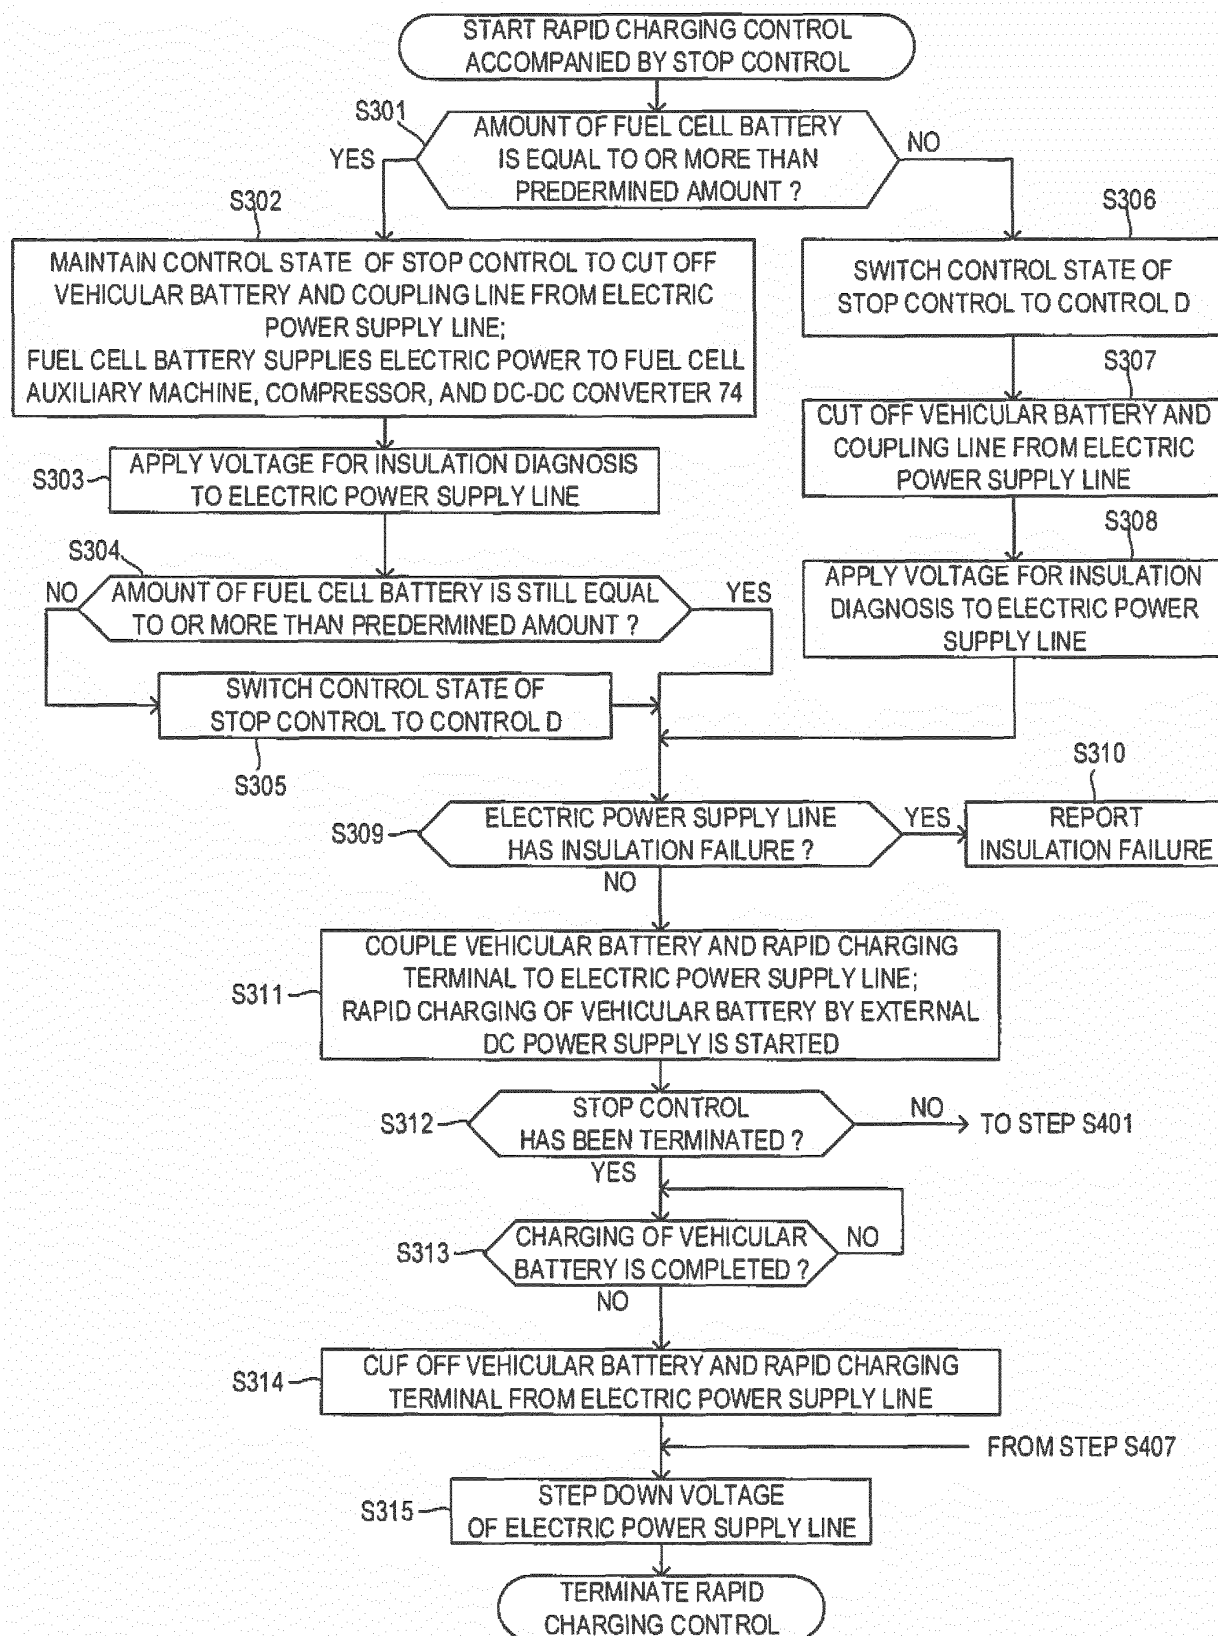 START RAPID CHARGING CONTROL
ACCOMPANIED BY STOP CONTROL
S301
AMOUNT OF FUEL CELL BATTERY
IS EQUAL TO OR MORE THAN
PREDERMINED AMOUNT ?
YES
NO
S302
MAINTAIN CONTROL STATE OF STOP CONTROL TO CUT OFF
VEHICULAR BATTERY AND COUPLING LINE FROM ELECTRIC
POWER SUPPLY LINE;
FUEL CELL BATTERY SUPPLIES ELECTRIC POWER TO FUEL CELL
AUXILIARY MACHINE, COMPRESSOR, AND DC-DC CONVERTER 74
S303
APPLY VOLTAGE FOR INSULATION DIAGNOSIS
TO ELECTRIC POWER SUPPLY LINE
S304
NO
AMOUNT OF FUEL CELL BATTERY IS STILL EQUAL
TO OR MORE THAN PREDERMINED AMOUNT ?
YES
SWITCH CONTROL STATE OF
STOP CONTROL TO CONTROL D
S305
S306
SWITCH CONTROL STATE OF
STOP CONTROL TO CONTROL D
S307
CUT OFF VEHICULAR BATTERY AND
COUPLING LINE FROM ELECTRIC
POWER SUPPLY LINE
S308
APPLY VOLTAGE FOR INSULATION
DIAGNOSIS TO ELECTRIC POWER
SUPPLY LINE
S309
ELECTRIC POWER SUPPLY LINE
HAS INSULATION FAILURE ?
YES
NO
S310
REPORT
INSULATION FAILURE
S311
COUPLE VEHICULAR BATTERY AND RAPID CHARGING
TERMINAL TO ELECTRIC POWER SUPPLY LINE;
RAPID CHARGING OF VEHICULAR BATTERY BY EXTERNAL
DC POWER SUPPLY IS STARTED
S312
STOP CONTROL
HAS BEEN TERMINATED ?
NO
TO STEP S401
YES
S313
CHARGING OF VEHICULAR
BATTERY IS COMPLETED ?
NO
NO
S314
CUF OFF VEHICULAR BATTERY AND RAPID CHARGING
TERMINAL FROM ELECTRIC POWER SUPPLY LINE
FROM STEP S407
S315
STEP DOWN VOLTAGE
OF ELECTRIC POWER SUPPLY LINE
TERMINATE RAPID
CHARGING CONTROL